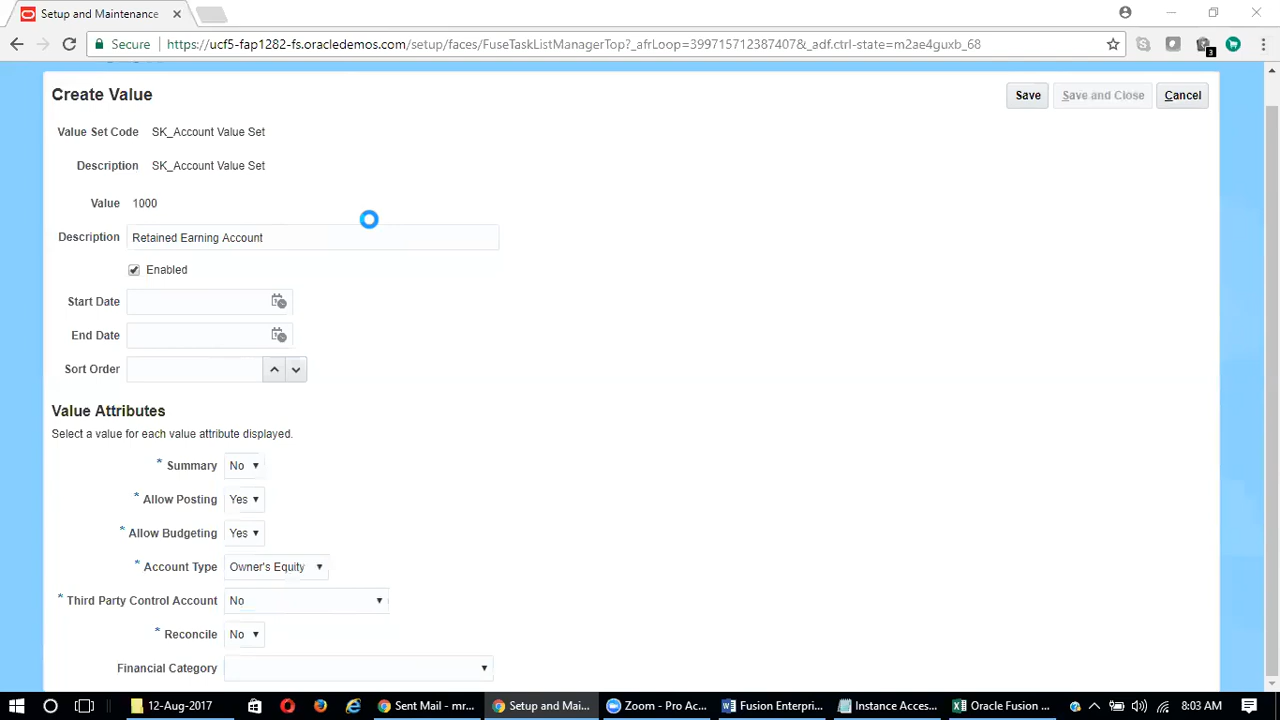 Setup and Maintenance
Secure https://ucf5-fap1282-fs.oracledemos.com/setup/faces/FuseTaskListManagerTop?_afrLoop=399715712387407&_adf.ctrl-state=m2ae4guxb_68
3
Create Value
Save Save and Close Cancel
Value Set Code SK_Account Value Set
Description SK_Account Value Set
Value 1000
Description Retained Earning Account
Enabled
Start Date
End Date
Sort Order
Value Attributes
Select a value for each value attribute displayed.
* Summary No
* Allow Posting Yes
* Allow Budgeting Yes
* Account Type Owner's Equity
* Third Party Control Account No
* Reconcile No
Financial Category
12-Aug-2017 Sent Mail - mr... Setup and Mai... Zoom - Pro Ac... Fusion Enterpri... Instance Acces... Oracle Fusion ... 8:03 AM